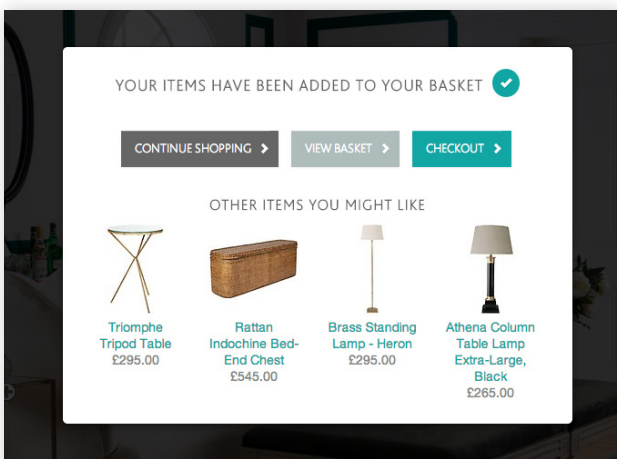 YOUR ITEMS HAVE BEEN ADDED TO YOUR BASKET
CONTINUE SHOPPING
VIEW BASKET
CHECKOUT
OTHER ITEMS YOU MIGHT LIKE
Triomphe
Tripod Table
£295.00
Rattan
Indochine Bed-
End Chest
£545.00
Brass Standing
Lamp - Heron
£295.00
Athena Column
Table Lamp
Extra-Large,
Black
£265.00